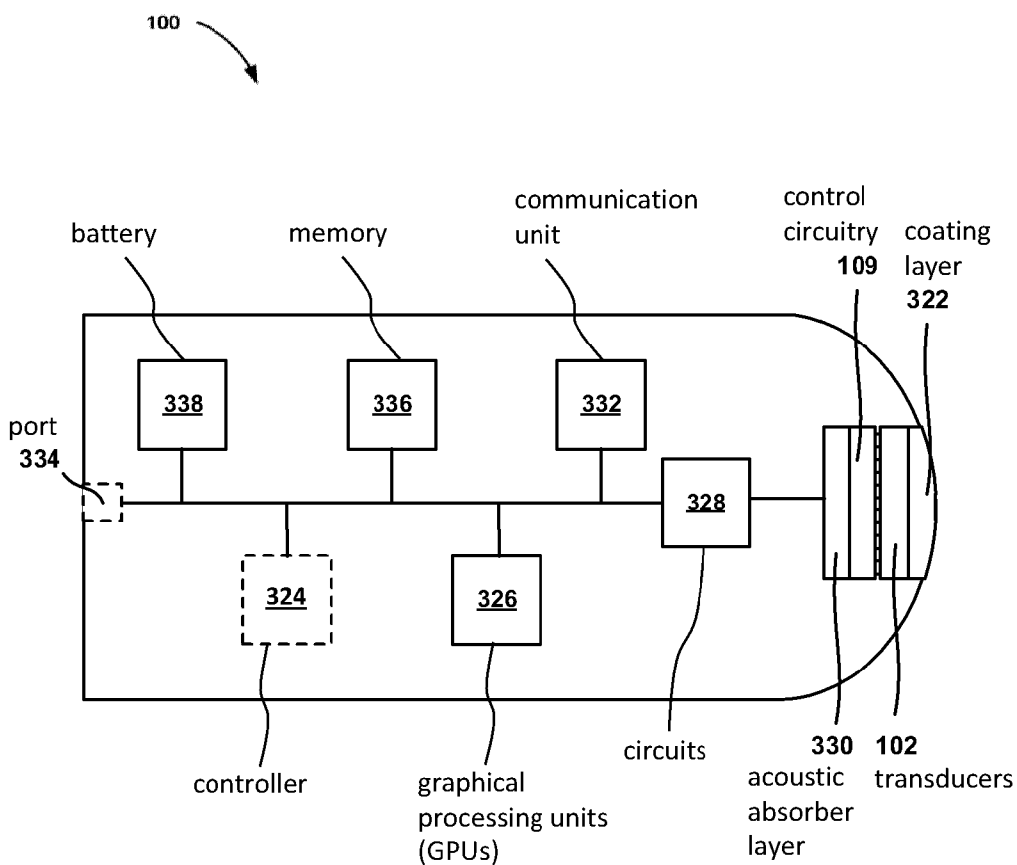 100
communication
unit
control
circuitry
109
coating
layer
322
battery
memory
338
336
332
port
334
328
324
326
controller
graphical
processing units
(GPUs)
circuits
330
acoustic
absorber
layer
102
transducers